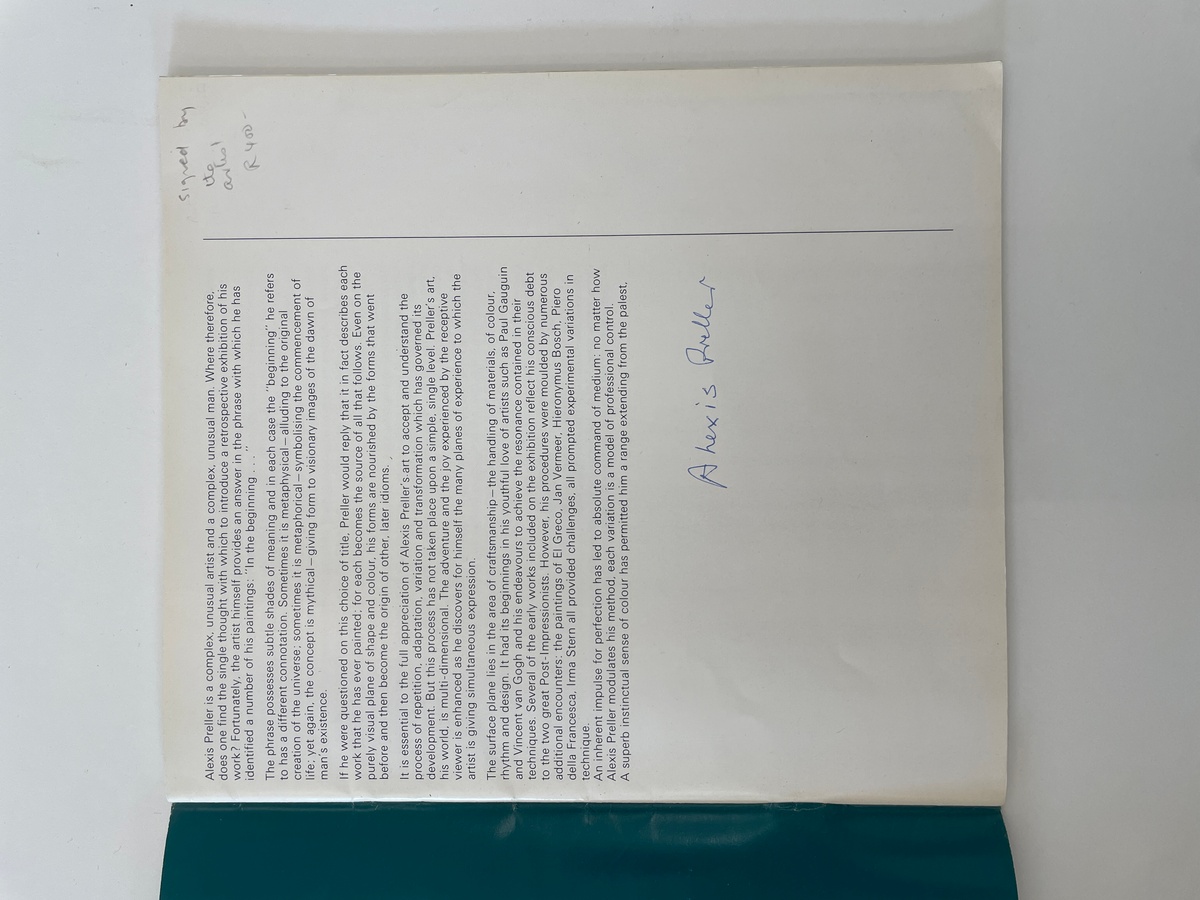 signed by
the
artist
R 400-
Alexis Preller is a complex, unusual artist and a complex, unusual man. Where therefore,
does one find the single thought with which to introduce a retrospective exhibition of his
work? Fortunately, the artist himself provides an answer in the phrase with which he has
identified a number of his paintings: "In the beginning . . . "
The phrase possesses subtle shades of meaning and in each case the "beginning" he refers
to has a different connotation. Sometimes it is metaphysical – alluding to the original
creation of the universe; sometimes it is metaphorical – symbolising the commencement of
life; yet again, the concept is mythical – giving form to visionary images of the dawn of
man's existence.
If he were questioned on this choice of title, Preller would reply that it in fact describes each
work that he has ever painted; for each becomes the source of all that follows. Even on the
purely visual plane of shape and colour, his forms are nourished by the forms that went
before and then become the origin of other, later idioms.
It is essential to the full appreciation of Alexis Preller's art to accept and understand the
process of repetition, adaptation, variation and transformation which has governed its
development. But this process has not taken place upon a simple, single level. Preller's art,
his world, is multi-dimensional. The adventure and the joy experienced by the receptive
viewer is enhanced as he discovers for himself the many planes of experience to which the
artist is giving simultaneous expression.
The surface plane lies in the area of craftsmanship – the handling of materials, of colour,
rhythm and design. It had its beginnings in his youthful love of artists such as Paul Gauguin
and Vincent van Gogh and his endeavours to achieve the resonance contained in their
techniques. Several of the early works included on the exhibition reflect his conscious debt
to the two great Post-Impressionists. However, his procedures were moulded by numerous
additional encounters: the paintings of El Greco, Jan Vermeer, Hieronymus Bosch, Piero
della Francesca, Irma Stern all provided challenges, all prompted experimental variations in
technique.
An inherent impulse for perfection has led to absolute command of medium: no matter how
Alexis Preller modulates his method, each variation is a model of professional control.
A superb instinctual sense of colour has permitted him a range extending from the palest,
Alexis Preller